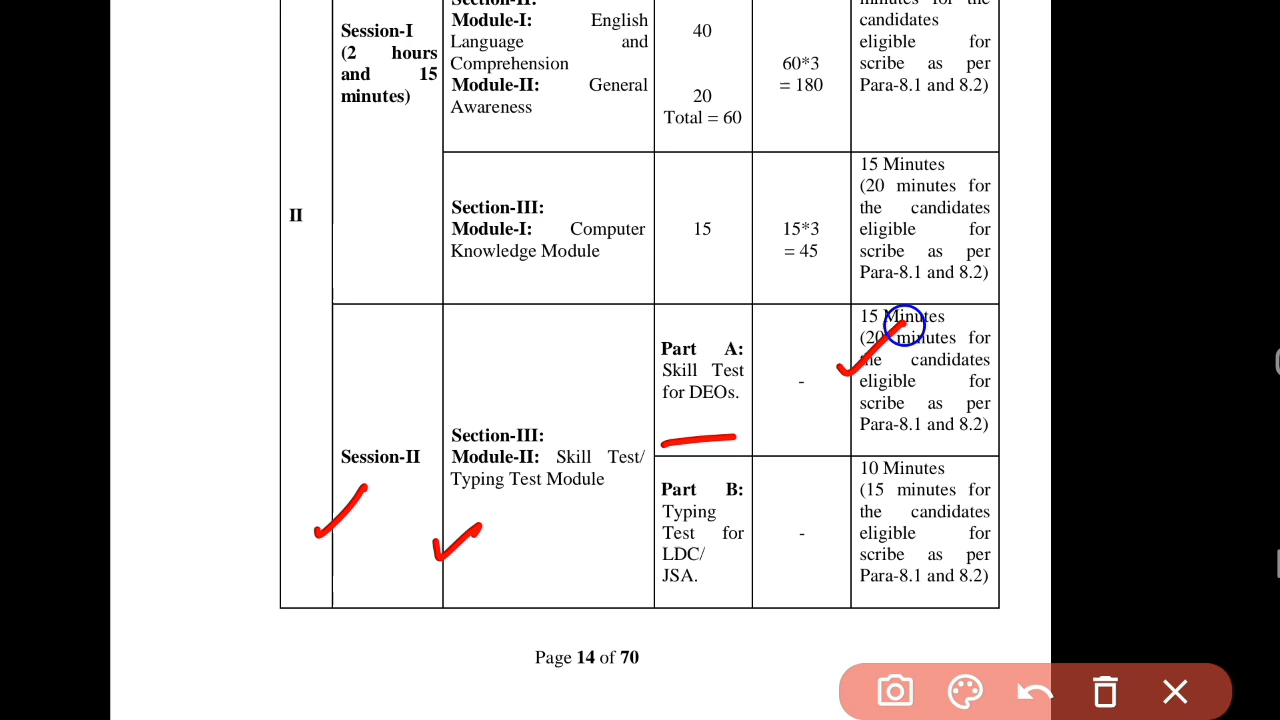 Section-II:
Module-I: English
Language and
Comprehension
Module-II: General
Awareness
40
20
Total = 60
60*3
= 180
minutes for the
candidates
eligible for
scribe as per
Para-8.1 and 8.2)
Session-I
(2 hours
and 15
minutes)
II
Section-III:
Module-I: Computer
Knowledge Module
15
15*3
= 45
15 Minutes
(20 minutes for
the candidates
eligible for
scribe as per
Para-8.1 and 8.2)
Session-II
Section-III:
Module-II: Skill Test/
Typing Test Module
Part A:
Skill Test
for DEOs.
-
15 Minutes
(20 minutes for
the candidates
eligible for
scribe as per
Para-8.1 and 8.2)
Part B:
Typing
Test for
LDC/
JSA.
-
10 Minutes
(15 minutes for
the candidates
eligible for
scribe as per
Para-8.1 and 8.2)
Page 14 of 70